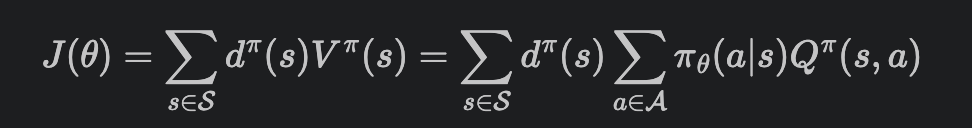 J(θ) = ∑_{s∈𝒮} d^π(s)V^π(s) = ∑_{s∈𝒮} d^π(s) ∑_{a∈𝒜} π_θ(a|s)Q^π(s, a)